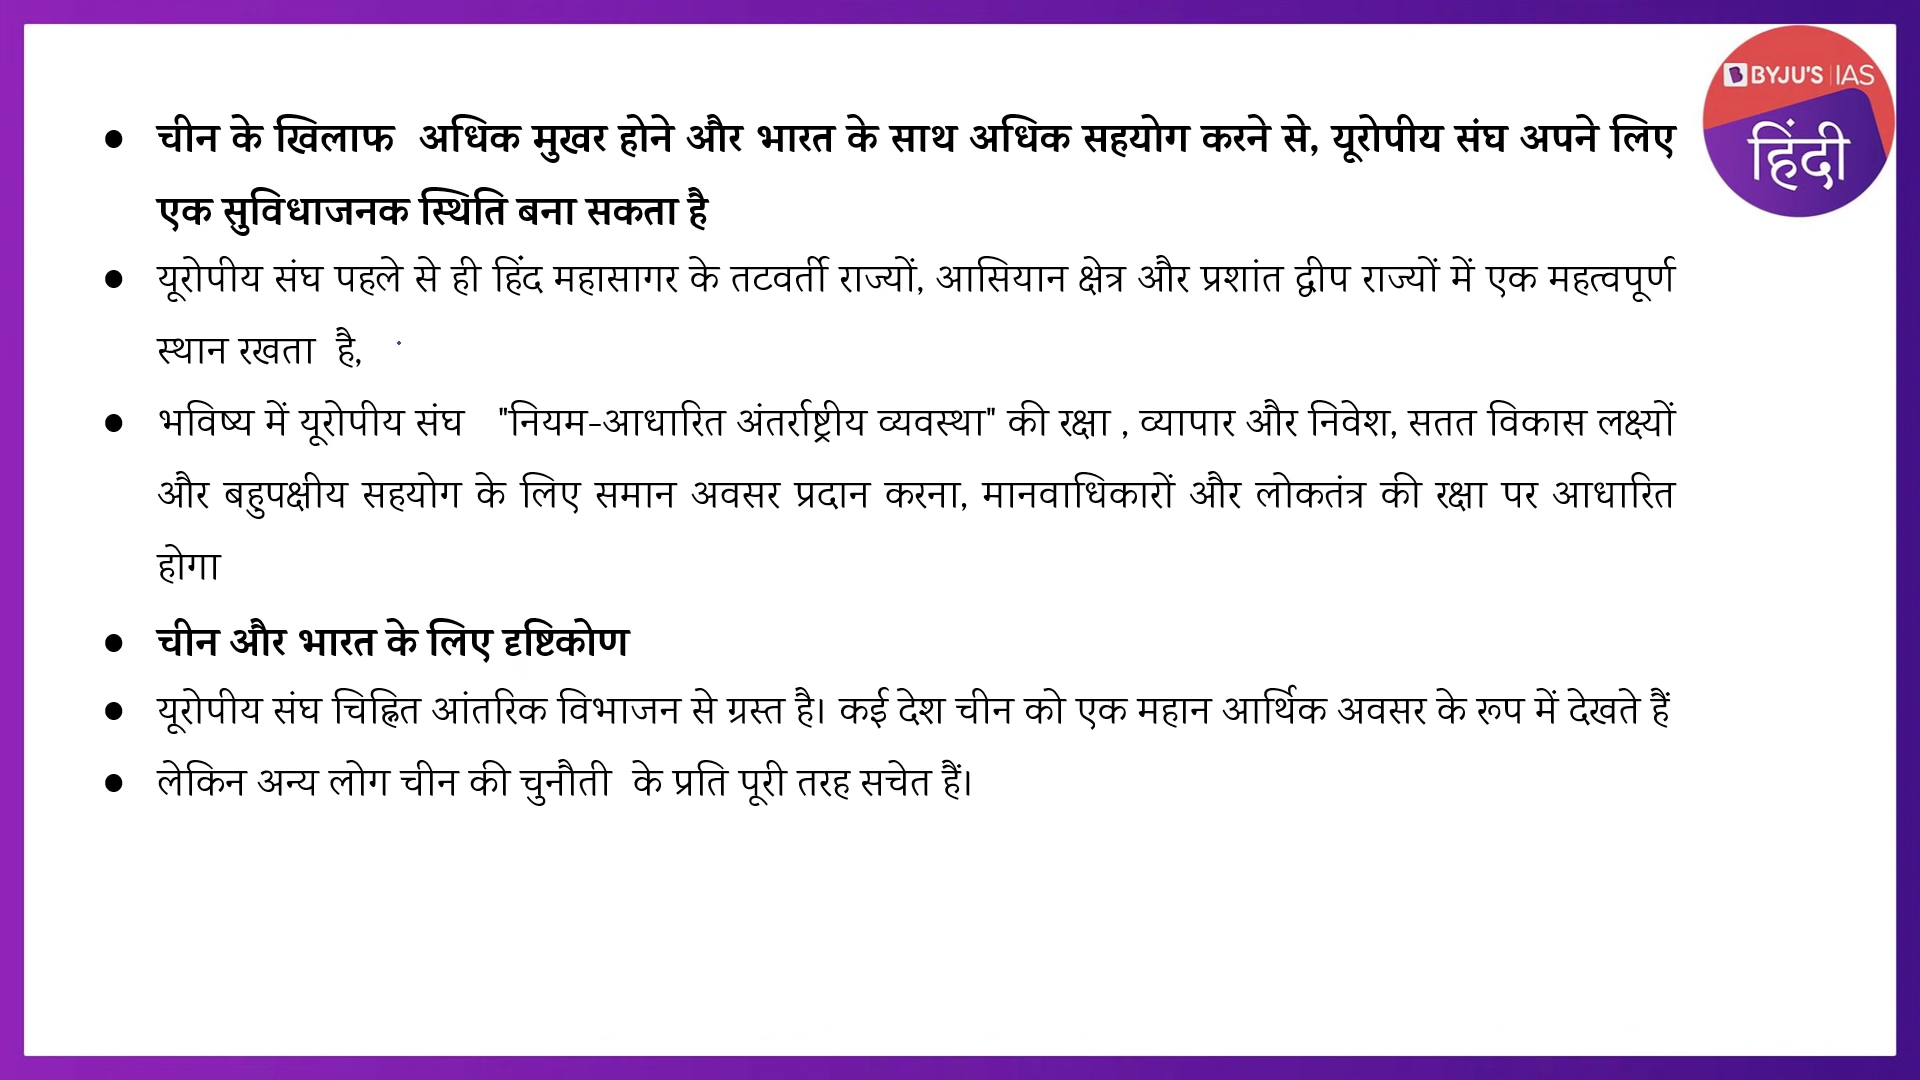 BYJU'S IAS
हिंदी
● चीन के खिलाफ अधिक मुखर होने और भारत के साथ अधिक सहयोग करने से, यूरोपीय संघ अपने लिए
एक सुविधाजनक स्थिति बना सकता है
● यूरोपीय संघ पहले से ही हिंद महासागर के तटवर्ती राज्यों, आसियान क्षेत्र और प्रशांत द्वीप राज्यों में एक महत्वपूर्ण
स्थान रखता है,
● भविष्य में यूरोपीय संघ "नियम-आधारित अंतर्राष्ट्रीय व्यवस्था" की रक्षा , व्यापार और निवेश, सतत विकास लक्ष्यों
और बहुपक्षीय सहयोग के लिए समान अवसर प्रदान करना, मानवाधिकारों और लोकतंत्र की रक्षा पर आधारित
होगा
● चीन और भारत के लिए दृष्टिकोण
● यूरोपीय संघ चिह्नित आंतरिक विभाजन से ग्रस्त है। कई देश चीन को एक महान आर्थिक अवसर के रूप में देखते हैं
● लेकिन अन्य लोग चीन की चुनौती के प्रति पूरी तरह सचेत हैं।